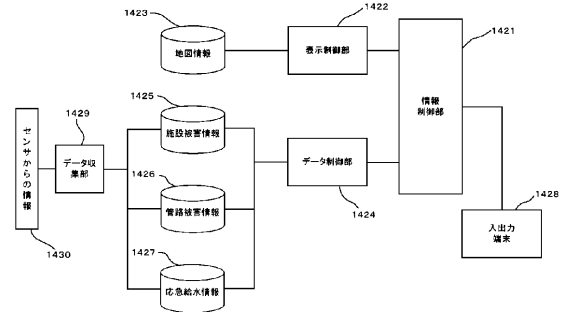 1423
地図情報
1422
表示制御部
1421
情報
制御部
1425
施設被害情報
1429
データ収
集部
センサからの情報
1430
1426
管路被害情報
データ制御部
1424
1427
応急給水情報
1428
入出力
端末